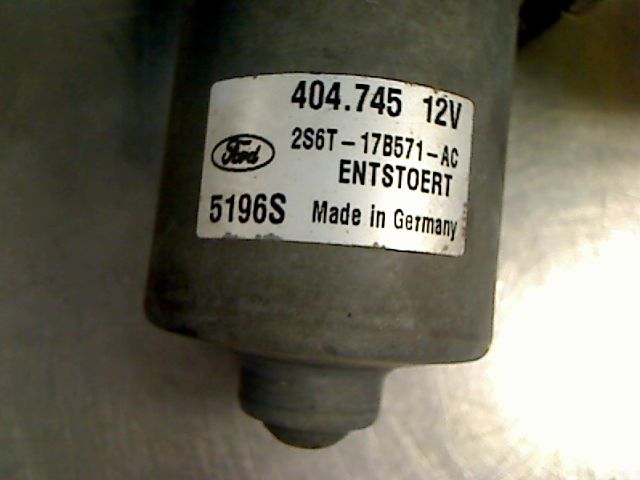 404.745 12V
Ford 2S6T-17B571-AC
ENTSTOERT
5196S Made in Germany